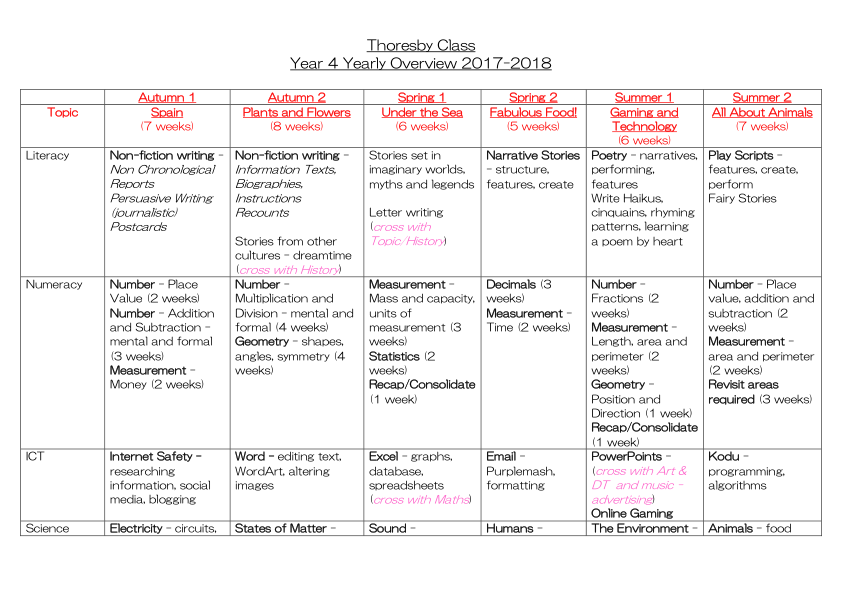 Thoresby Class
Year 4 Yearly Overview 2017-2018
Autumn 1
Autumn 2
Spring 1
Spring 2
Summer 1
Summer 2
Topic
Spain
(7 weeks)
Plants and Flowers
(8 weeks)
Under the Sea
(6 weeks)
Fabulous Food!
(5 weeks)
Gaming and
Technology
(6 weeks)
All About Animals
(7 weeks)
Literacy
Non-fiction writing –
Non Chronological
Reports
Persuasive Writing
(journalistic)
Postcards
Non-fiction writing –
Information Texts,
Biographies,
Instructions
Recounts
Stories from other
cultures – dreamtime
(cross with History)
Stories set in
imaginary worlds,
myths and legends
Letter writing
(cross with
Topic/History)
Narrative Stories
– structure,
features, create
Poetry – narratives,
performing,
features
Write Haikus,
cinquains, rhyming
patterns, learning
a poem by heart
Play Scripts –
features, create,
perform
Fairy Stories
Numeracy
Number – Place
Value (2 weeks)
Number – Addition
and Subtraction –
mental and formal
(3 weeks)
Measurement –
Money (2 weeks)
Number –
Multiplication and
Division – mental and
formal (4 weeks)
Geometry – shapes,
angles, symmetry (4
weeks)
Measurement –
Mass and capacity,
units of
measurement (3
weeks)
Statistics (2
weeks)
Recap/Consolidate
(1 week)
Decimals (3
weeks)
Measurement –
Time (2 weeks)
Number –
Fractions (2
weeks)
Measurement –
Length, area and
perimeter (2
weeks)
Geometry –
Position and
Direction (1 week)
Recap/Consolidate
(1 week)
Number – Place
value, addition and
subtraction (2
weeks)
Measurement –
area and perimeter
(2 weeks)
Revisit areas
required (3 weeks)
ICT
Internet Safety –
researching
information, social
media, blogging
Word – editing text,
WordArt, altering
images
Excel – graphs,
database,
spreadsheets
(cross with Maths)
Email –
Purplemash,
formatting
PowerPoints –
(cross with Art &
DT and music –
advertising)
Online Gaming
Kodu –
programming,
algorithms
Science
Electricity – circuits,
States of Matter –
Sound –
Humans –
The Environment –
Animals – food